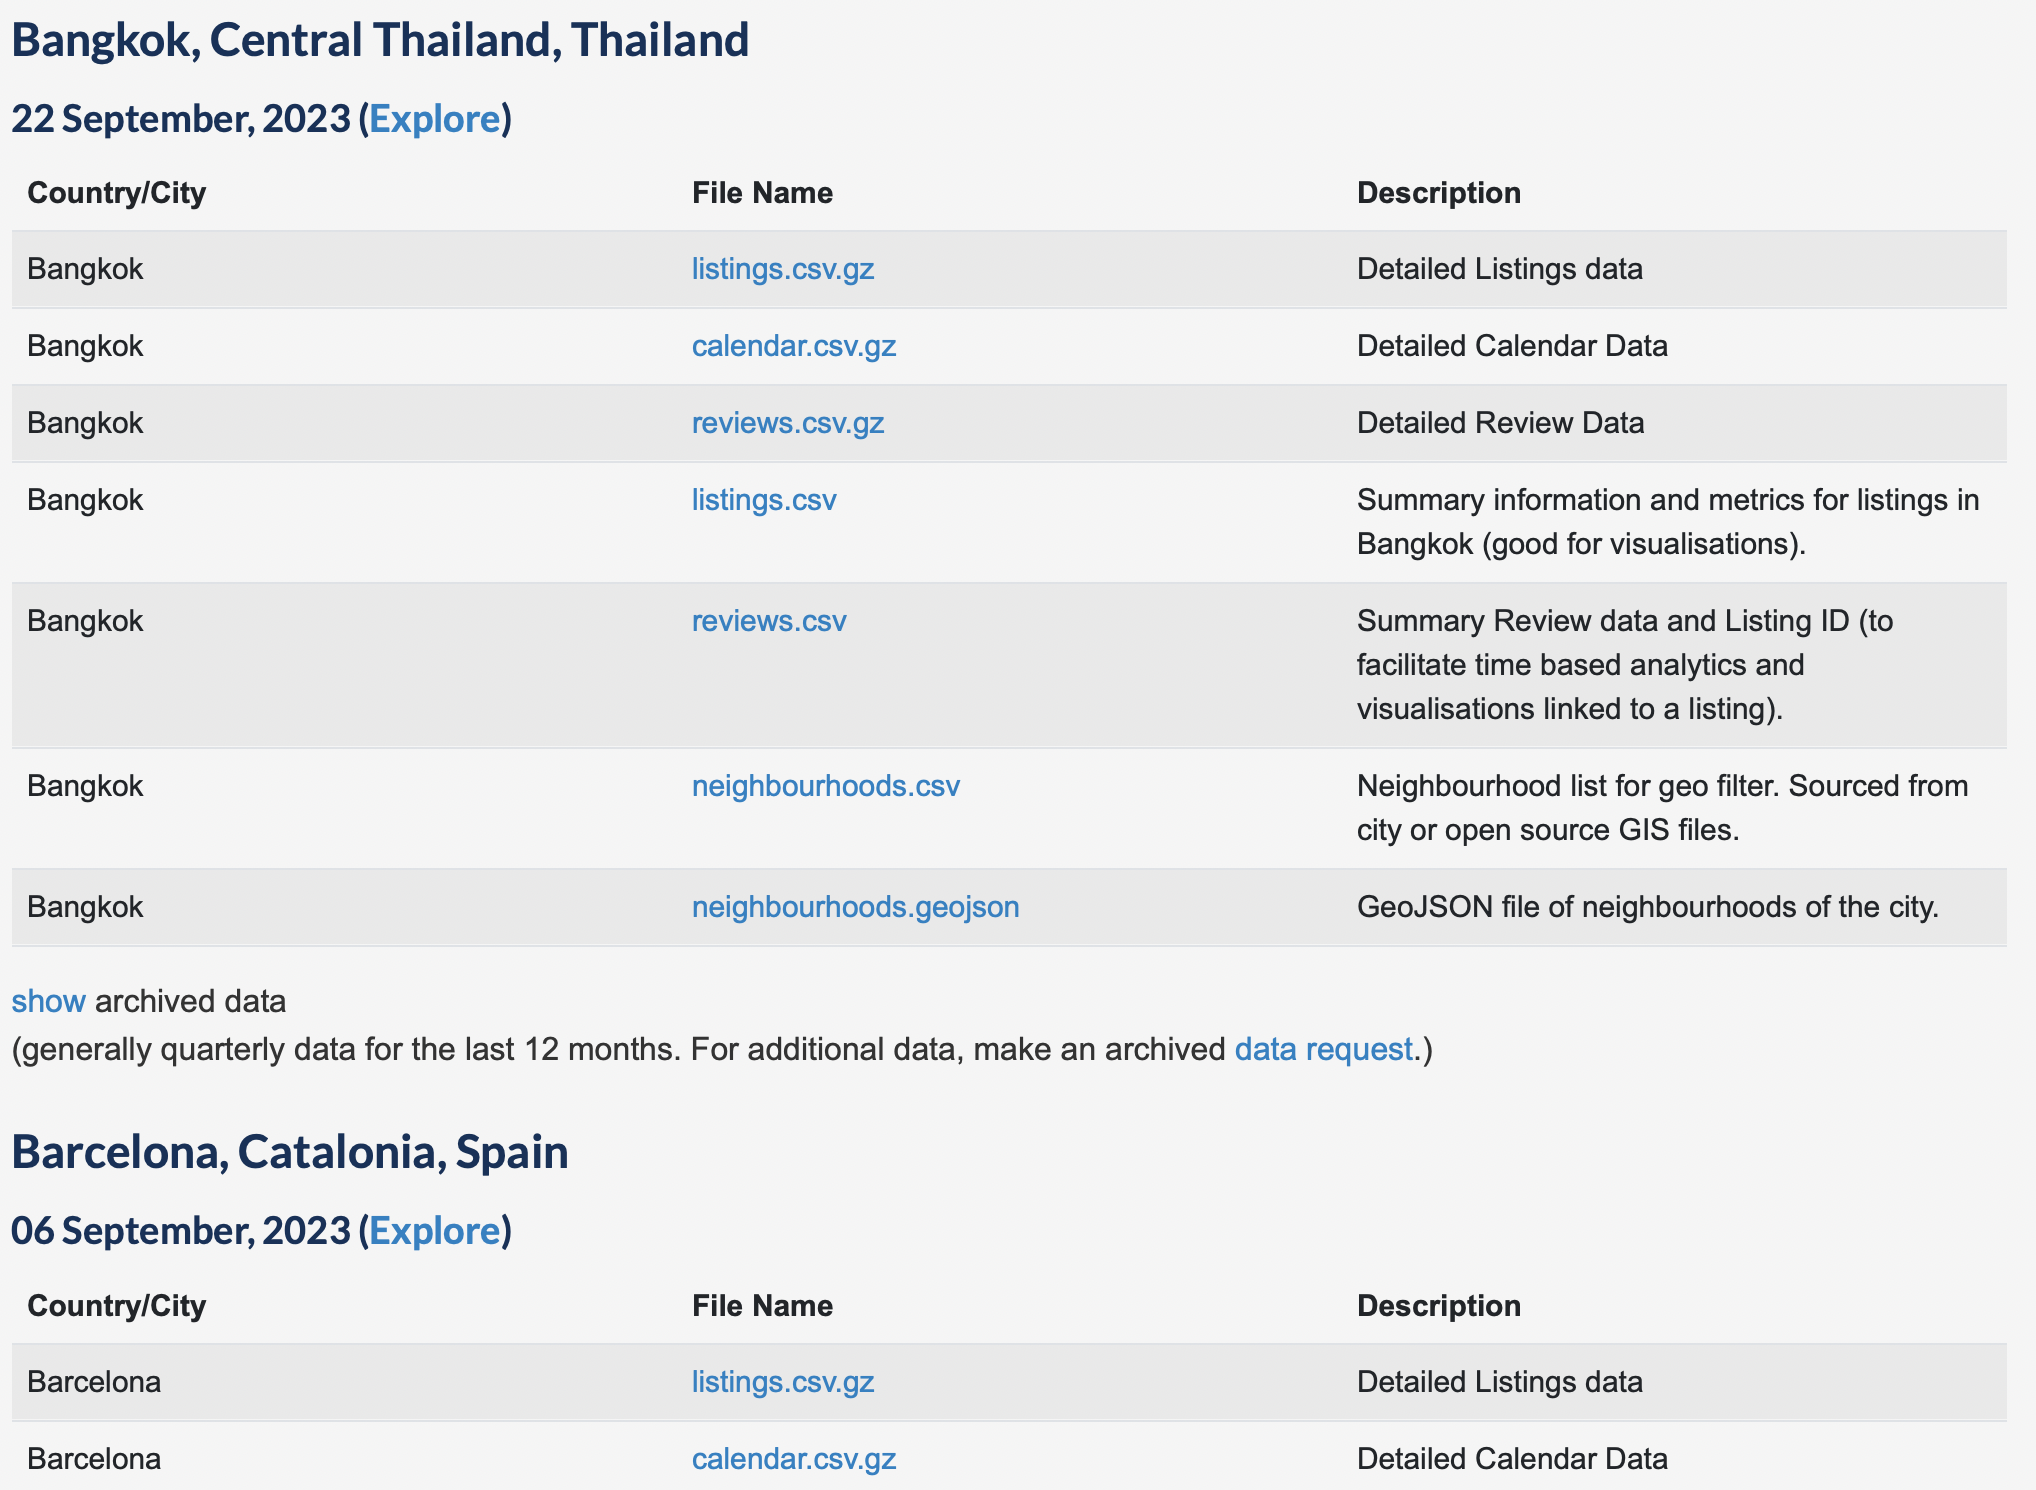 Bangkok, Central Thailand, Thailand
22 September, 2023 (Explore)
Country/City File Name Description
Bangkok listings.csv.gz Detailed Listings data
Bangkok calendar.csv.gz Detailed Calendar Data
Bangkok reviews.csv.gz Detailed Review Data
Bangkok listings.csv Summary information and metrics for listings in
Bangkok (good for visualisations).
Bangkok reviews.csv Summary Review data and Listing ID (to
facilitate time based analytics and
visualisations linked to a listing).
Bangkok neighbourhoods.csv Neighbourhood list for geo filter. Sourced from
city or open source GIS files.
Bangkok neighbourhoods.geojson GeoJSON file of neighbourhoods of the city.
show archived data
(generally quarterly data for the last 12 months. For additional data, make an archived data request.)
Barcelona, Catalonia, Spain
06 September, 2023 (Explore)
Country/City File Name Description
Barcelona listings.csv.gz Detailed Listings data
Barcelona calendar.csv.gz Detailed Calendar Data